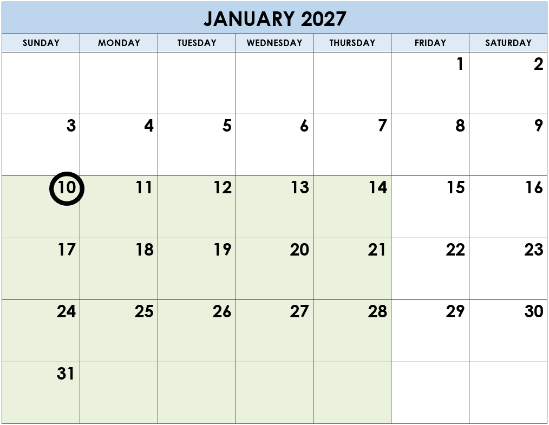 JANUARY 2027
SUNDAY MONDAY TUESDAY WEDNESDAY THURSDAY FRIDAY SATURDAY
1 2
3 4 5 6 7 8 9
10 11 12 13 14 15 16
17 18 19 20 21 22 23
24 25 26 27 28 29 30
31